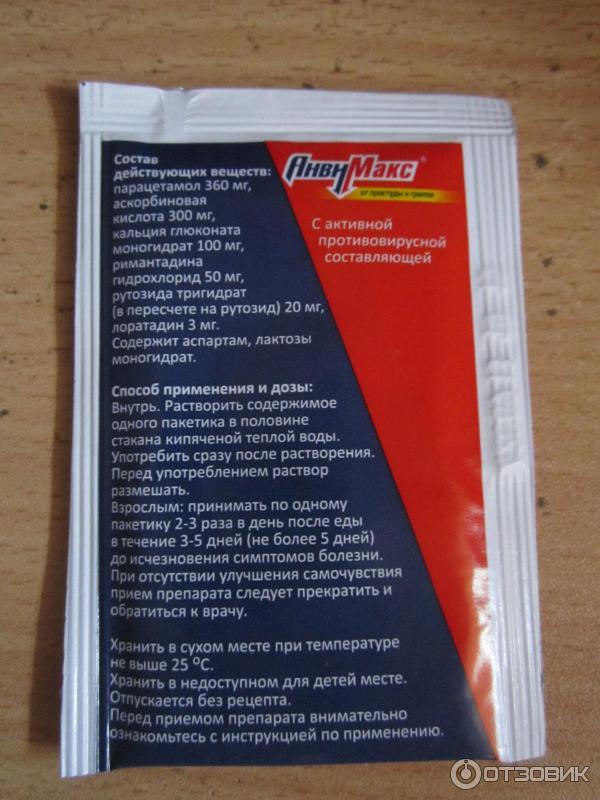 Состав
действующих веществ:
парацетамол 360 мг,
аскорбиновая
кислота 300 мг,
кальция глюконата
моногидрат 100 мг,
римантадина
гидрохлорид 50 мг,
рутозида тригидрат
(в пересчете на рутозид) 20 мг,
лоратадин 3 мг.
Содержит аспартам, лактозы
моногидрат.
АнвиМакс®
от простуды и гриппа
С активной
противовирусной
составляющей
Способ применения и дозы:
Внутрь. Растворить содержимое
одного пакетика в половине
стакана кипяченой теплой воды.
Употребить сразу после растворения.
Перед употреблением раствор
размешать.
Взрослым: принимать по одному
пакетику 2-3 раза в день после еды
в течение 3-5 дней (не более 5 дней)
до исчезновения симптомов болезни.
При отсутствии улучшения самочувствия
прием препарата следует прекратить и
обратиться к врачу.
Хранить в сухом месте при температуре
не выше 25 °С.
Хранить в недоступном для детей месте.
Отпускается без рецепта.
Перед приемом препарата внимательно
ознакомьтесь с инструкцией по применению.
ОТЗОВИК